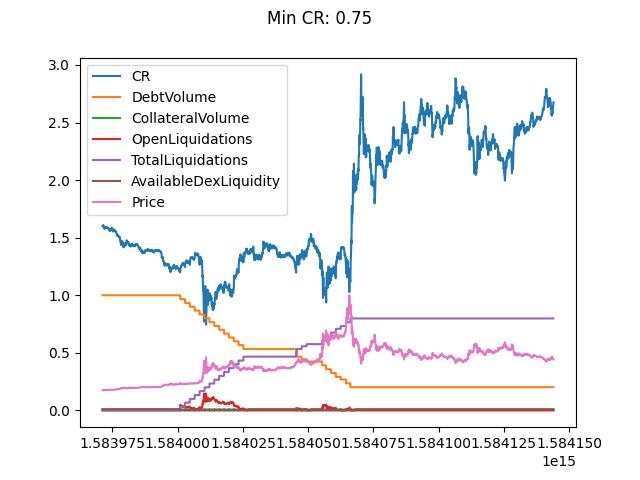 Min CR: 0.75
3.0
2.5
2.0
1.5
1.0
0.5
0.0
CR
DebtVolume
CollateralVolume
OpenLiquidations
TotalLiquidations
AvailableDexLiquidity
Price
1.583975 1.584000 1.584025 1.584050 1.584075 1.584100 1.584125 1.584150
1e15